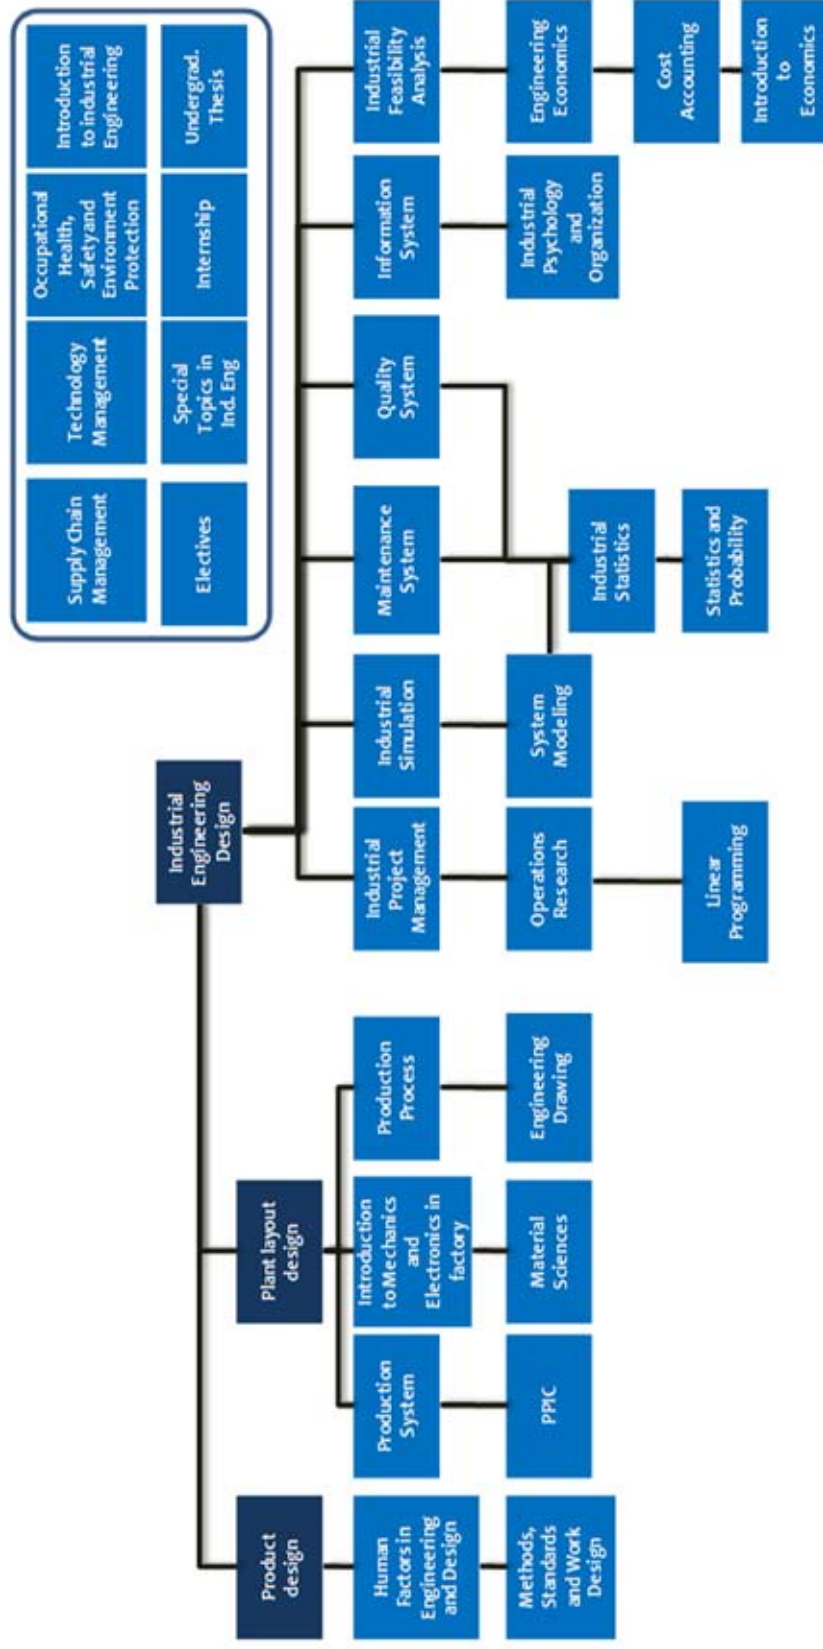 Supply Chain
Management
Technology
Management
Occupational
Health,
Safety and
Environment
Protection
Introduction
to industrial
Engineering
Electives
Special
Topics in
Ind. Eng
Internship
Undergrad.
Thesis
Industrial
Engineering
Design
Product
design
Plant layout
design
Human
Factors in
Engineering
and Design
Production
System
Introduction
to Mechanics
and
Electronics in
factory
Production
Process
Industrial
Project
Management
Industrial
Simulation
Maintenance
System
Quality
System
Information
System
Industrial
Feasibility
Analysis
Methods,
Standards
and Work
Design
PPIC
Material
Sciences
Engineering
Drawing
Operations
Research
System
Modeling
Industrial
Statistics
Industrial
Psychology
and
Organization
Engineering
Economics
Linear
Programming
Statistics and
Probability
Cost
Accounting
Introduction
to
Economics